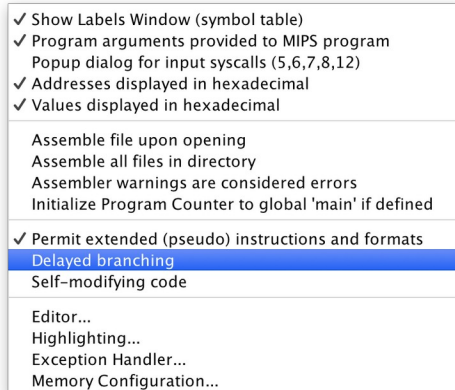 ✓ Show Labels Window (symbol table)
✓ Program arguments provided to MIPS program
Popup dialog for input syscalls (5,6,7,8,12)
✓ Addresses displayed in hexadecimal
✓ Values displayed in hexadecimal
Assemble file upon opening
Assemble all files in directory
Assembler warnings are considered errors
Initialize Program Counter to global 'main' if defined
✓ Permit extended (pseudo) instructions and formats
Delayed branching
Self-modifying code
Editor...
Highlighting...
Exception Handler...
Memory Configuration...